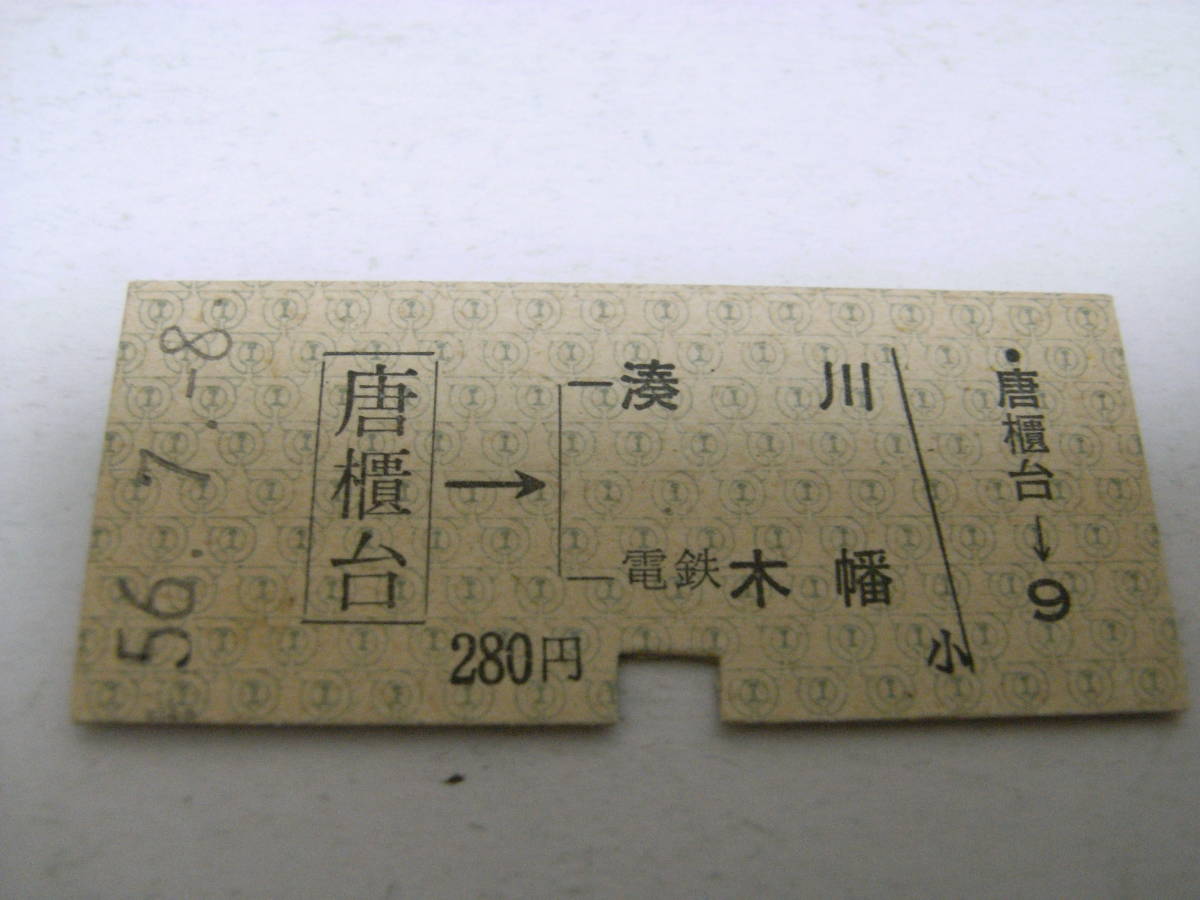 56.7.-8
唐櫃台
→
湊川
電鉄木幡
280円
小
・唐櫃台→9